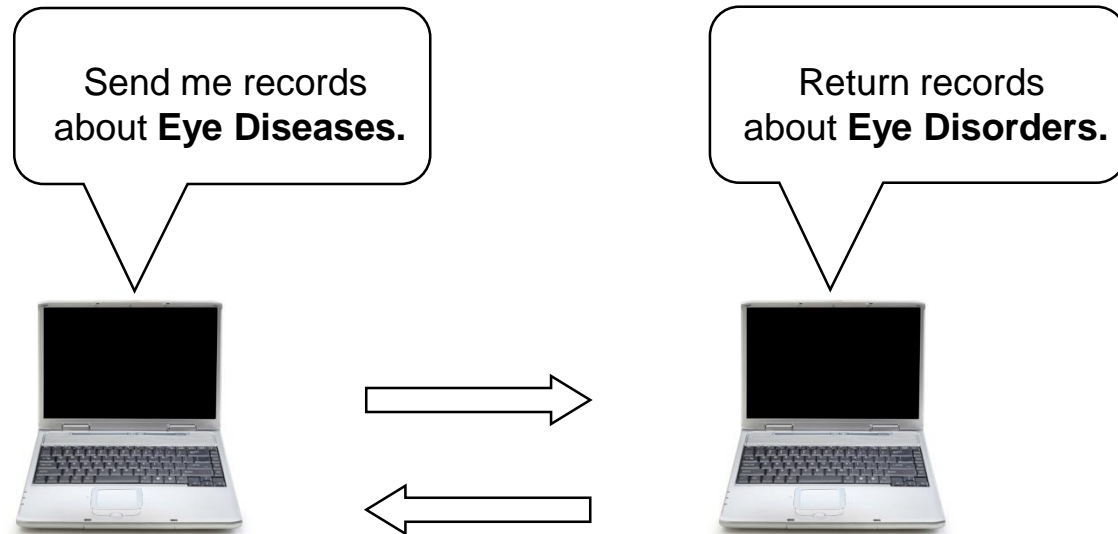 Send me records
about Eye Diseases.
Return records
about Eye Disorders.